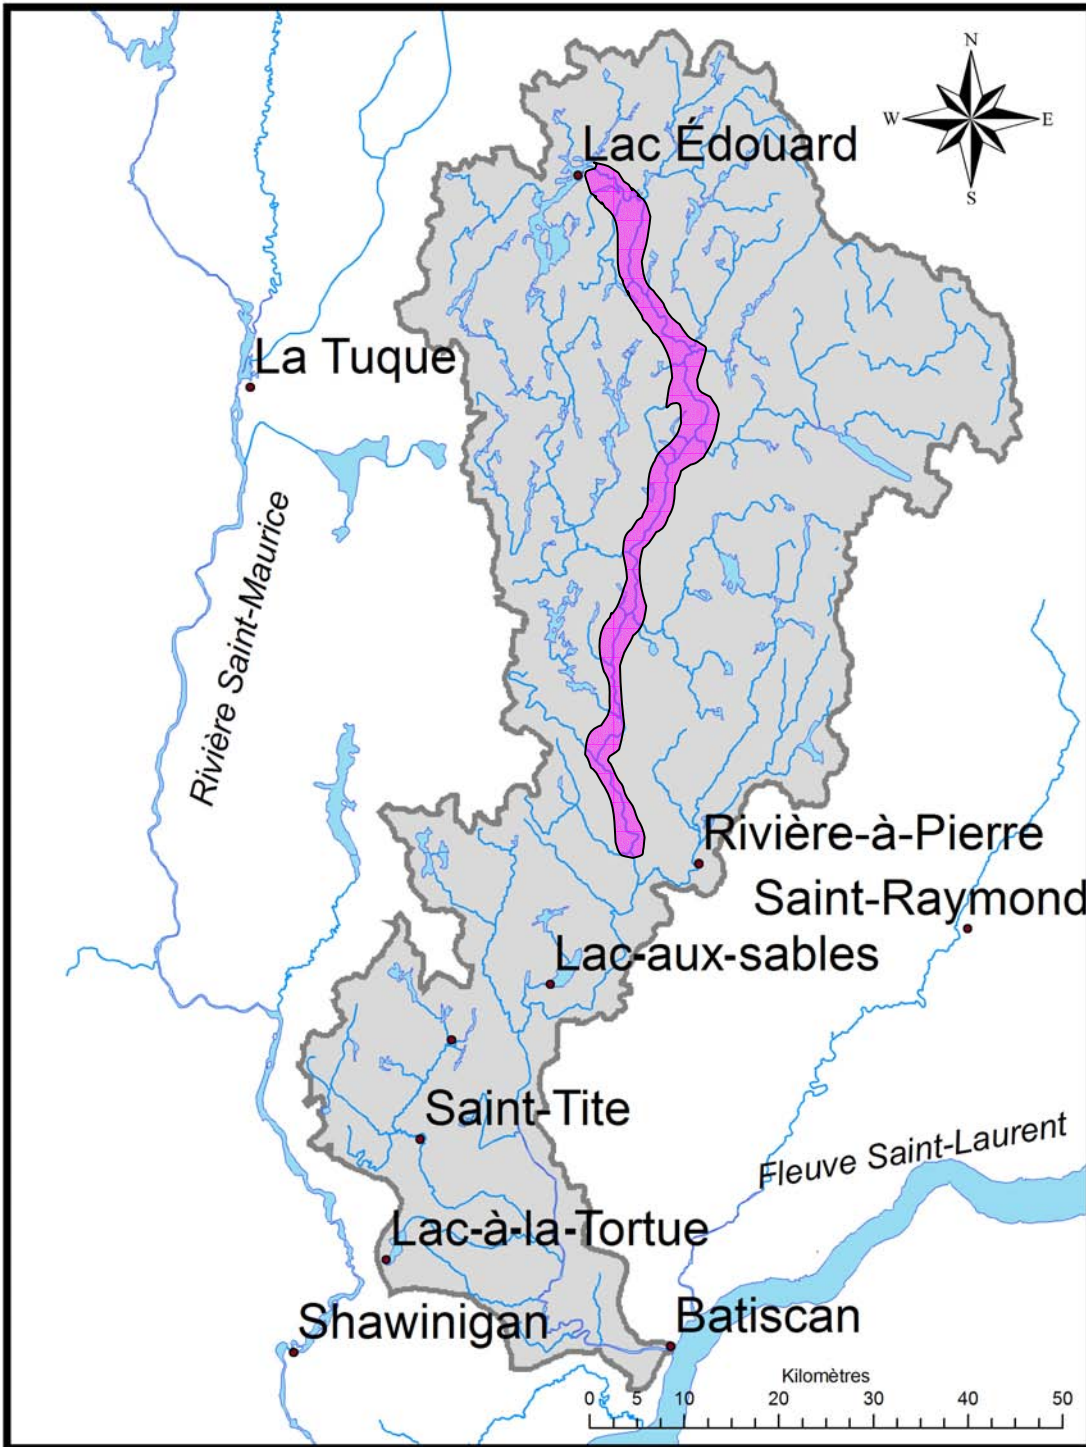 N
W
E
S
Lac Édouard
La Tuque
Rivière Saint-Maurice
Rivière-à-Pierre
Saint-Raymond
Lac-aux-sables
Saint-Tite
Fleuve Saint-Laurent
Lac-à-la-Tortue
Shawinigan
Batiscan
Kilomètres
0 5 10 20 30 40 50